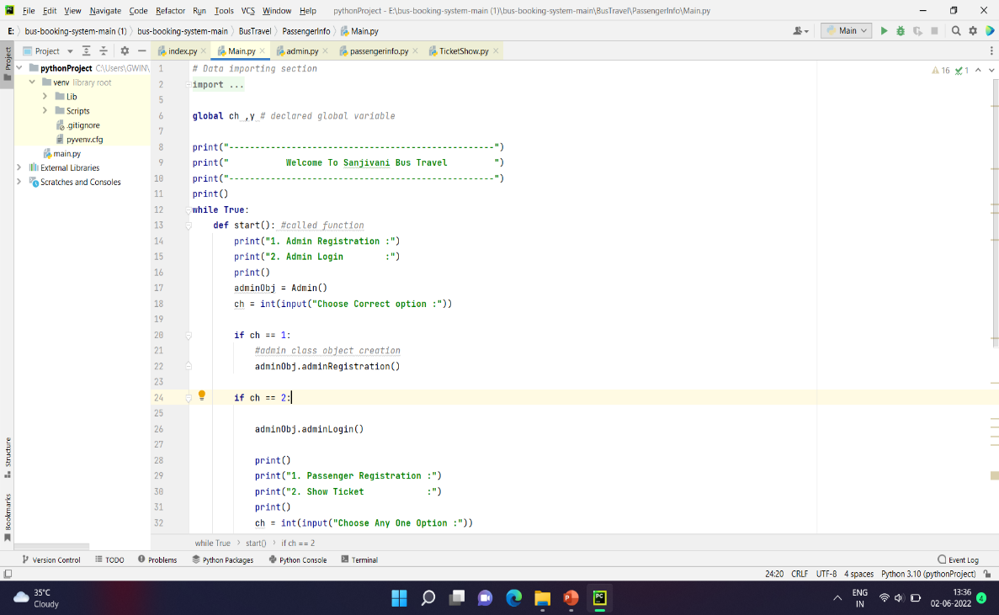 File Edit View Navigate Code Refactor Run Tools VCS Window Help pythonProject - E:\bus-booking-system-main (1)\bus-booking-system-main\BusTravel\PassengerInfo\Main.py
E: bus-booking-system-main (1) bus-booking-system-main BusTravel PassengerInfo Main.py Main
Project index.py Main.py admin.py passengerinfo.py TicketShow.py
Project
pythonProject C:\Users\GWIN\
venv library root
Lib
Scripts
.gitignore
pyvenv.cfg
main.py
External Libraries
Scratches and Consoles
Structure
Bookmarks
16 1
1 # Data importing section
2 import ...
5
6 global ch ,y # declared global variable
7
8 print("---------------------------------------------------")
9 print("           Welcome To Sanjivani Bus Travel         ")
10 print("---------------------------------------------------")
11 print()
12 while True:
13     def start(): #called function
14         print("1. Admin Registration :")
15         print("2. Admin Login        :")
16         print()
17         adminObj = Admin()
18         ch = int(input("Choose Correct option :"))
19
20         if ch == 1:
21             #admin class object creation
22             adminObj.adminRegistration()
23
24         if ch == 2:
25
26             adminObj.adminLogin()
27
28             print()
29             print("1. Passenger Registration :")
30             print("2. Show Ticket            :")
31             print()
32             ch = int(input("Choose Any One Option :"))
while True start() if ch == 2
Version Control TODO Problems Python Packages Python Console Terminal Event Log
24:20 CRLF UTF-8 4 spaces Python 3.10 (pythonProject)
35°C
Cloudy
P
PC
ENG
IN
13:36
02-06-2022
4